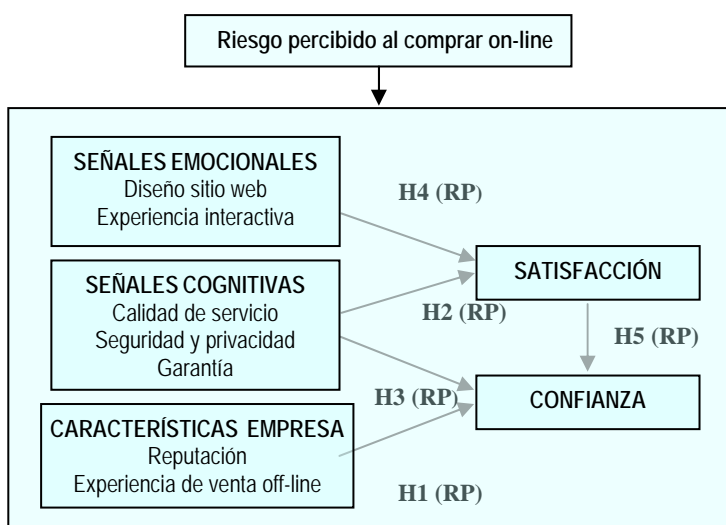 Riesgo percibido al comprar on-line
SEÑALES EMOCIONALES
Diseño sitio web
Experiencia interactiva
H4 (RP)
SATISFACCIÓN
SEÑALES COGNITIVAS
Calidad de servicio
Seguridad y privacidad
Garantía
H2 (RP)
H5 (RP)
H3 (RP)
CONFIANZA
CARACTERÍSTICAS EMPRESA
Reputación
Experiencia de venta off-line
H1 (RP)